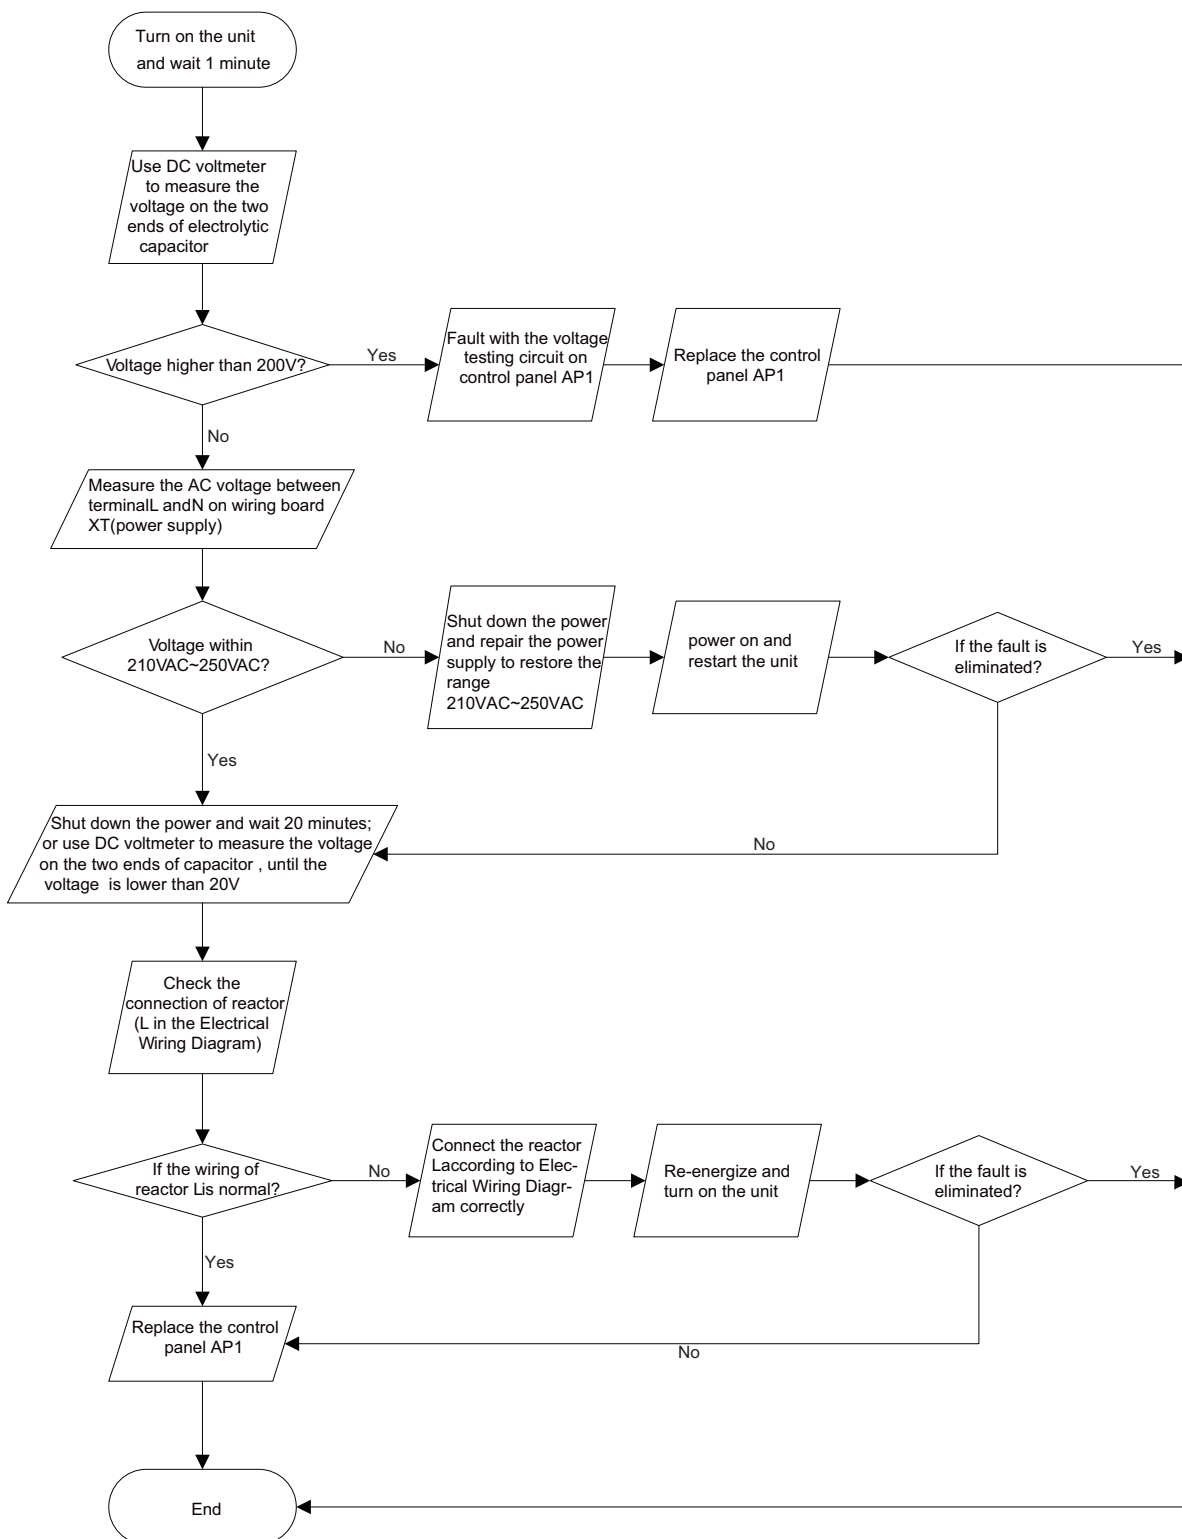 Turn on the unit
and wait 1 minute
Use DC voltmeter
to measure the
voltage on the two
ends of electrolytic
capacitor
Voltage higher than 200V?
Yes
Fault with the voltage
testing circuit on
control panel AP1
Replace the control
panel AP1
No
Measure the AC voltage between
terminalL andN on wiring board
XT(power supply)
Voltage within
210VAC~250VAC?
No
Shut down the power
and repair the power
supply to restore the
range
210VAC~250VAC
power on and
restart the unit
If the fault is
eliminated?
Yes
Yes
Shut down the power and wait 20 minutes;
or use DC voltmeter to measure the voltage
on the two ends of capacitor , until the
voltage is lower than 20V
No
Check the
connection of reactor
(L in the Electrical
Wiring Diagram)
If the wiring of
reactor Lis normal?
No
Connect the reactor
Laccording to Elec-
trical Wiring Diagr-
am correctly
Re-energize and
turn on the unit
If the fault is
eliminated?
Yes
Yes
Replace the control
panel AP1
No
End